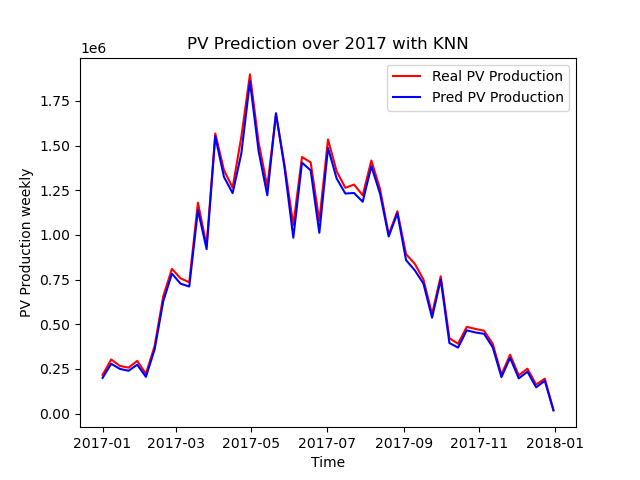 PV Prediction over 2017 with KNN
1e6
Real PV Production
Pred PV Production
1.75
1.50
1.25
1.00
0.75
0.50
0.25
0.00
PV Production weekly
2017-01 2017-03 2017-05 2017-07 2017-09 2017-11 2018-01
Time